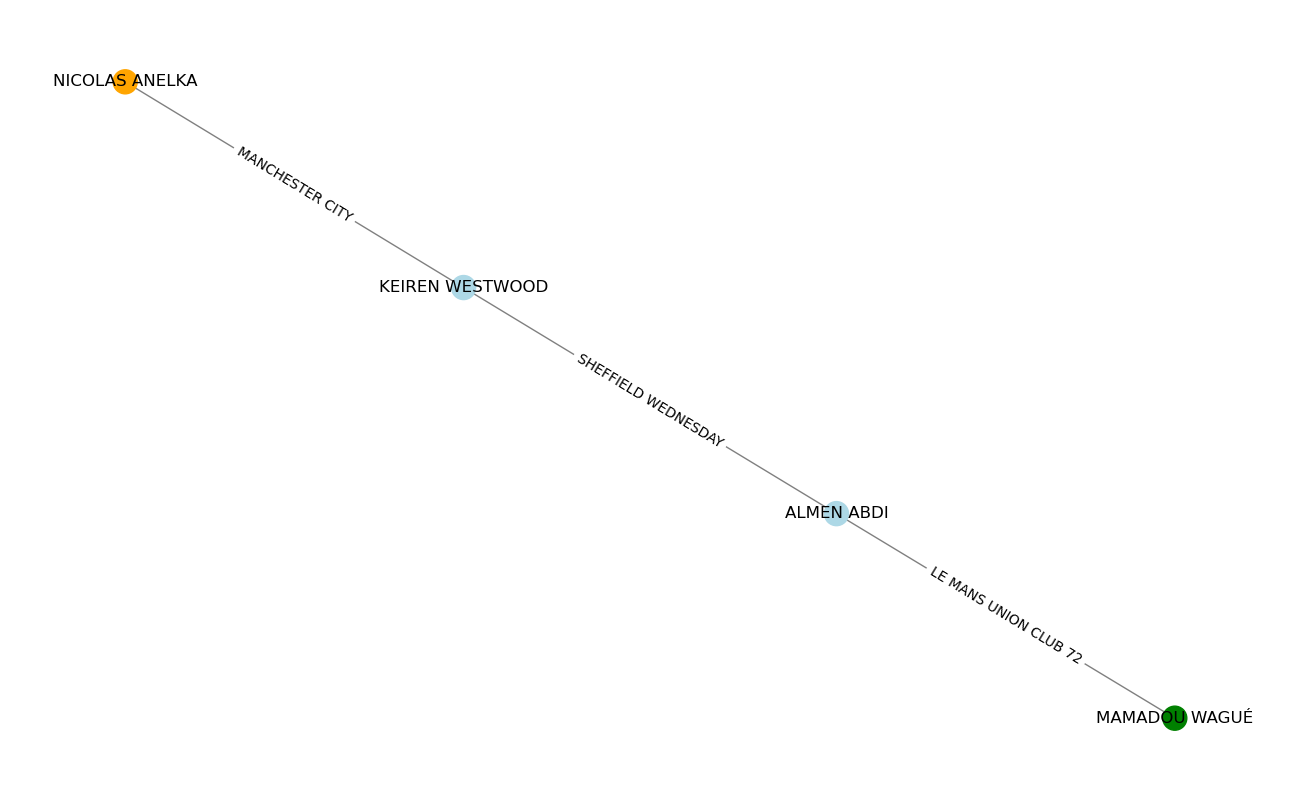 NICOLAS ANELKA
MANCHESTER CITY
KEIREN WESTWOOD
SHEFFIELD WEDNESDAY
ALMEN ABDI
LE MANS UNION CLUB 72
MAMADOU WAGUÉ